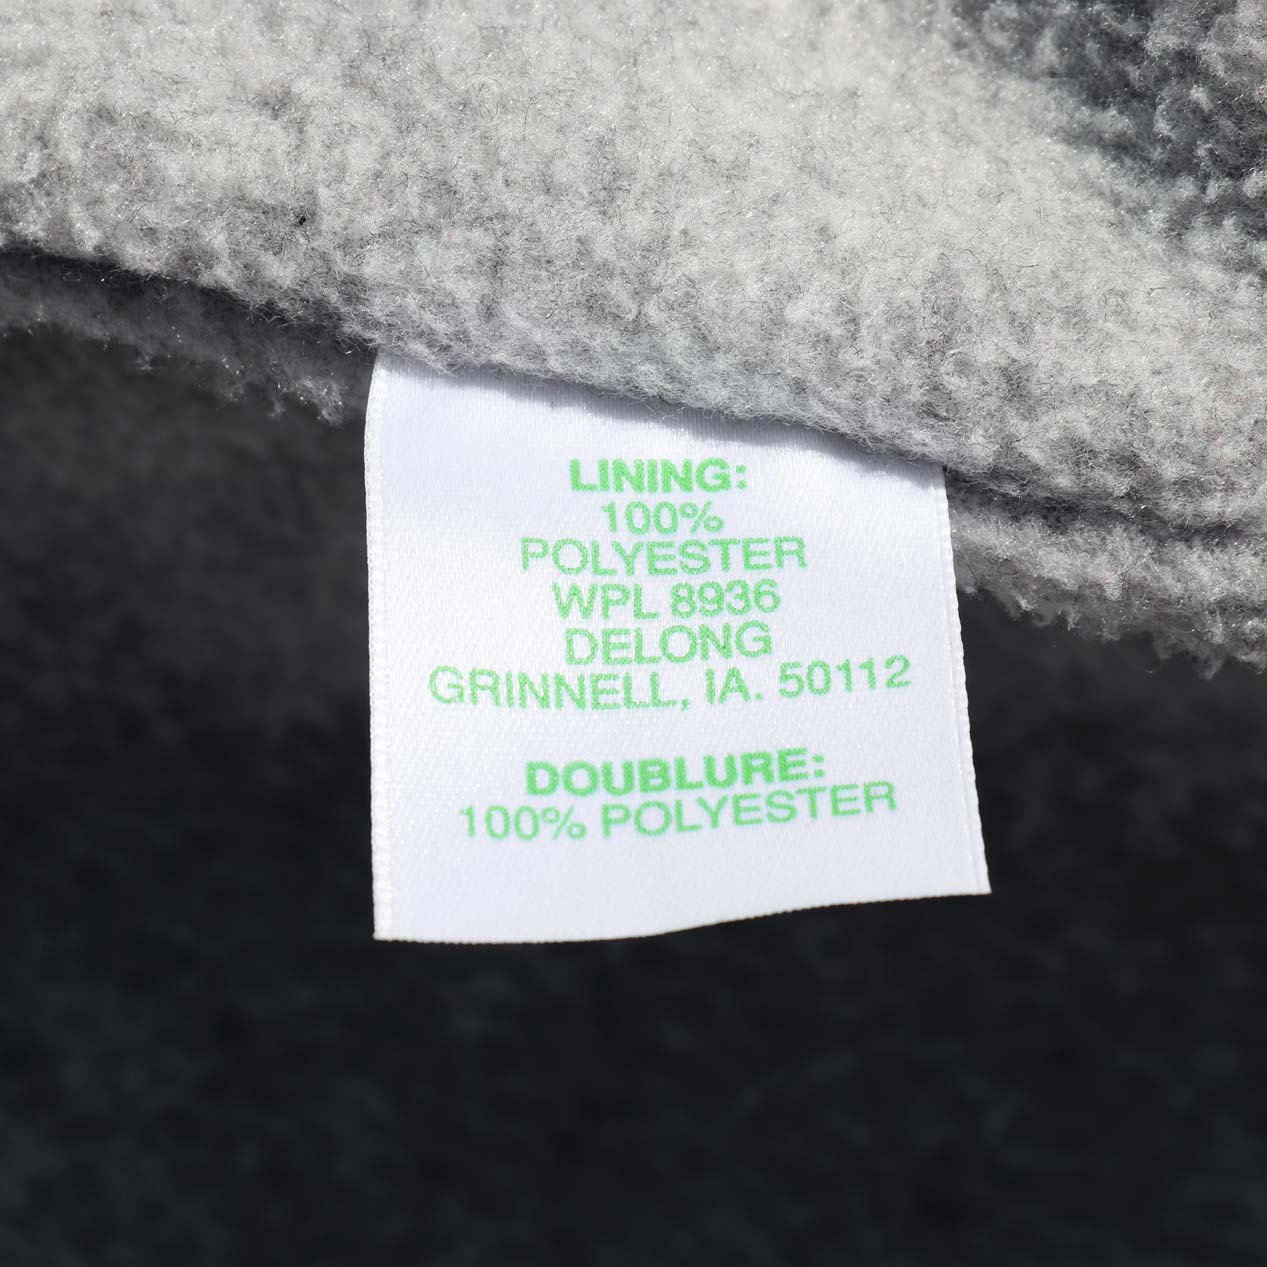 LINING:
100%
POLYESTER
WPL 8936
DELONG
GRINNELL, IA. 50112
DOUBLURE:
100% POLYESTER